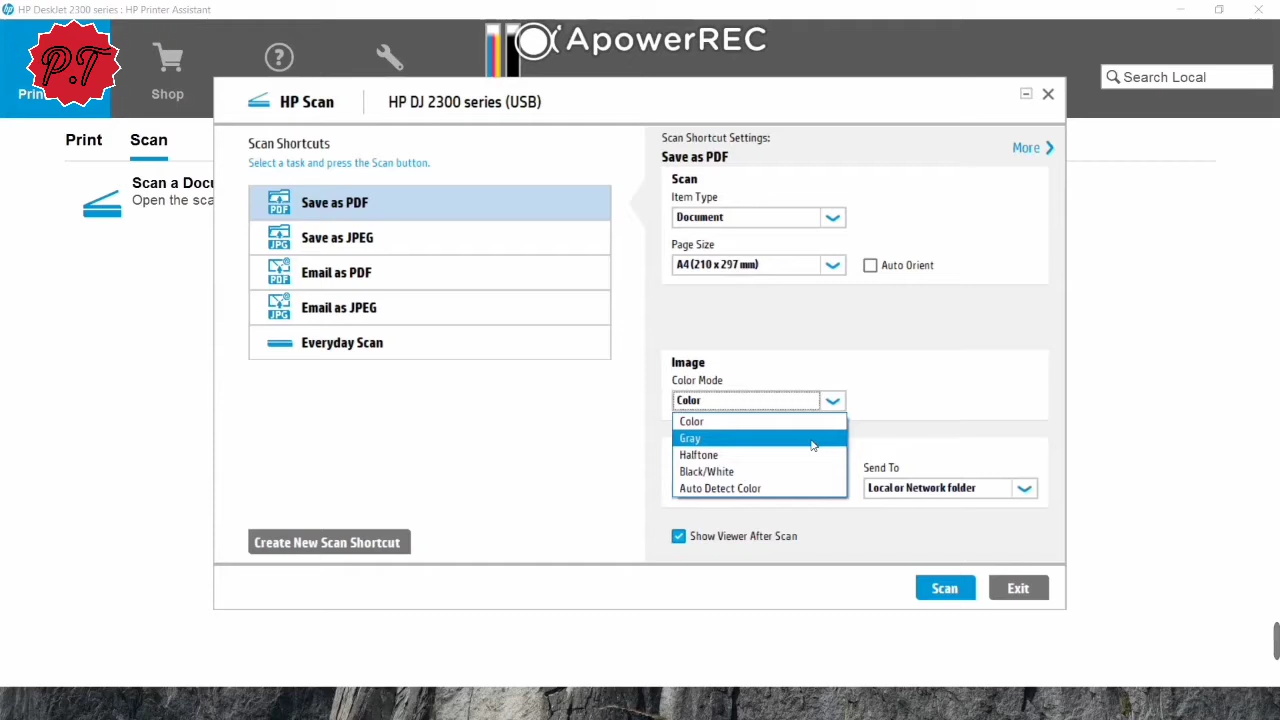 HP DeskJet 2300 series : HP Printer Assistant
P.T
ApowerREC
Prin
Shop
Search Local
HP Scan
HP DJ 2300 series (USB)
Print
Scan
Scan a Docu
Open the sca
Scan Shortcuts
Select a task and press the Scan button.
Save as PDF
Save as JPEG
Email as PDF
Email as JPEG
Everyday Scan
Create New Scan Shortcut
Scan Shortcut Settings:
Save as PDF
More
Scan
Item Type
Document
Page Size
A4 (210 x 297 mm)
Auto Orient
Image
Color Mode
Color
Color
Gray
Halftone
Black/White
Auto Detect Color
Send To
Local or Network folder
Show Viewer After Scan
Scan
Exit